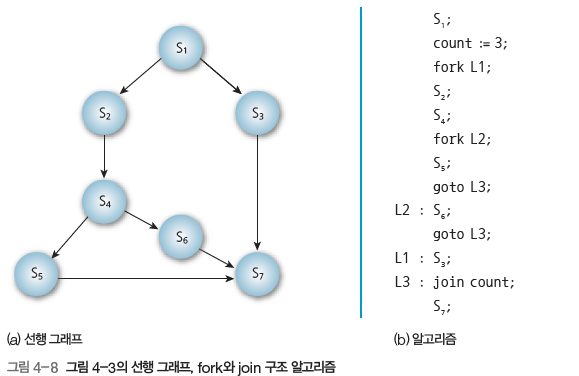 S₁
S₂
S₃
S₄
S₆
S₅
S₇
(a) 선행 그래프
S₁;
count := 3;
fork L1;
S₂;
S₄;
fork L2;
S₅;
goto L3;
L2 : S₆;
goto L3;
L1 : S₃;
L3 : join count;
S₇;
(b) 알고리즘
그림 4-8 그림 4-3의 선행 그래프, fork와 join 구조 알고리즘